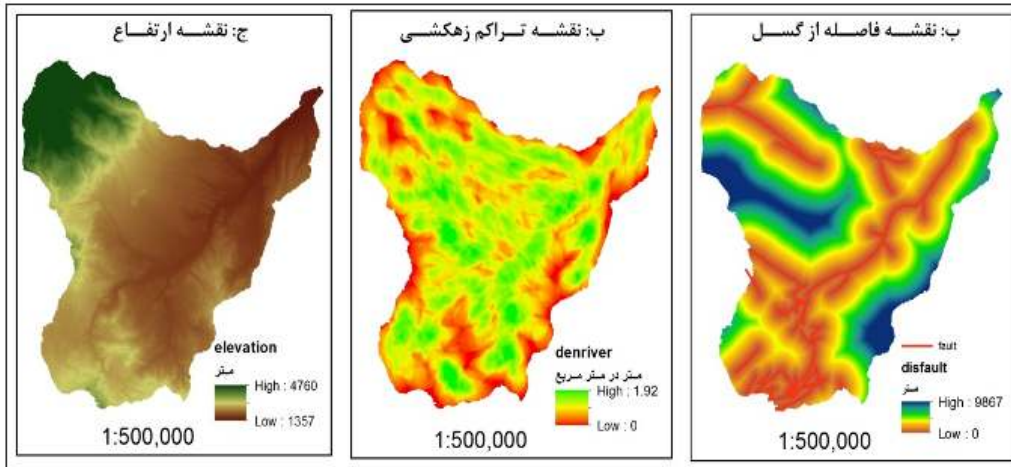 ب: نقشه فاصله از گسل
fault
disfault
متر
High : 9867
Low : 0
1:500,000
ب: نقشه تراکم زهکشی
denriver
متر در متر مربع
High : 1.92
Low : 0
1:500,000
ج: نقشه ارتفاع
elevation
متر
High : 4760
Low : 1357
1:500,000